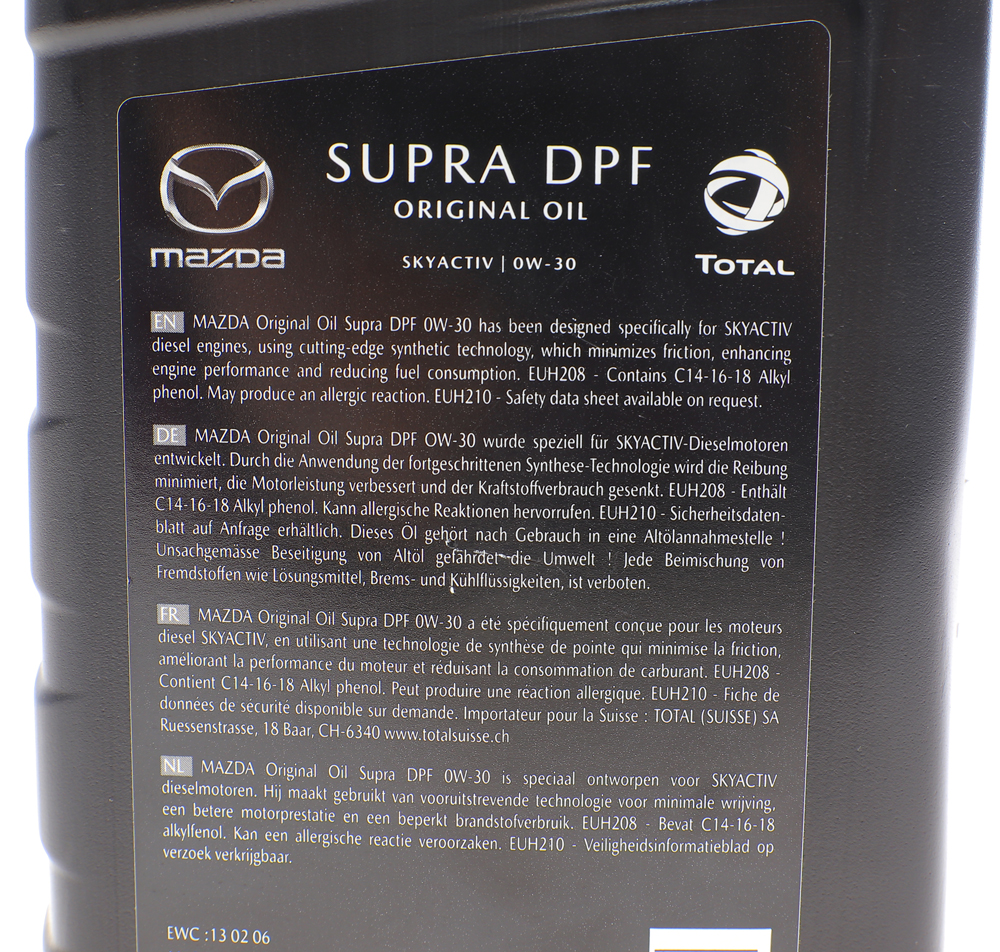 SUPRA DPF
ORIGINAL OIL
mazda
SKYACTIV | 0W-30
TOTAL
EN MAZDA Original Oil Supra DPF 0W-30 has been designed specifically for SKYACTIV
diesel engines, using cutting-edge synthetic technology, which minimizes friction, enhancing
engine performance and reducing fuel consumption. EUH208 - Contains C14-16-18 Alkyl
phenol. May produce an allergic reaction. EUH210 - Safety data sheet available on request.
DE MAZDA Original Oil Supra DPF OW-30 wurde speziell für SKYACTIV-Dieselmotoren
entwickelt. Durch die Anwendung der fortgeschrittenen Synthese-Technologie wird die Reibung
minimiert, die Motorleistung verbessert und der Kraftstoffverbrauch gesenkt. EUH208 - Enthält
C14-16-18 Alkyl phenol. Kann allergische Reaktionen hervorrufen. EUH210 - Sicherheitsdaten-
blatt auf Anfrage erhältlich. Dieses Öl gehört nach Gebrauch in eine Altölannahmestelle !
Unsachgemässe Beseitigung von Altöl gefährdet die Umwelt ! Jede Beimischung von
Fremdstoffen wie Lösungsmittel, Brems- und Kühlflüssigkeiten, ist verboten.
FR MAZDA Original Oil Supra DPF 0W-30 a été spécifiquement conçue pour les moteurs
diesel SKYACTIV, en utilisant une technologie de synthèse de pointe qui minimise la friction,
améliorant la performance du moteur et réduisant la consommation de carburant. EUH208 -
Contient C14-16-18 Alkyl phenol. Peut produire une réaction allergique. EUH210 - Fiche de
données de sécurité disponible sur demande. Importateur pour la Suisse : TOTAL (SUISSE) SA
Ruessenstrasse, 18 Baar, CH-6340 www.totalsuisse.ch
NL MAZDA Original Oil Supra DPF 0W-30 is speciaal ontworpen voor SKYACTIV
dieselmotoren. Hij maakt gebruikt van vooruitstrevende technologie voor minimale wrijving,
een betere motorprestatie en een beperkt brandstofverbruik. EUH208 - Bevat C14-16-18
alkylfenol. Kan een allergische reactie veroorzaken. EUH210 - Veiligheidsinformatieblad op
verzoek verkrijgbaar.
EWC :13 02 06